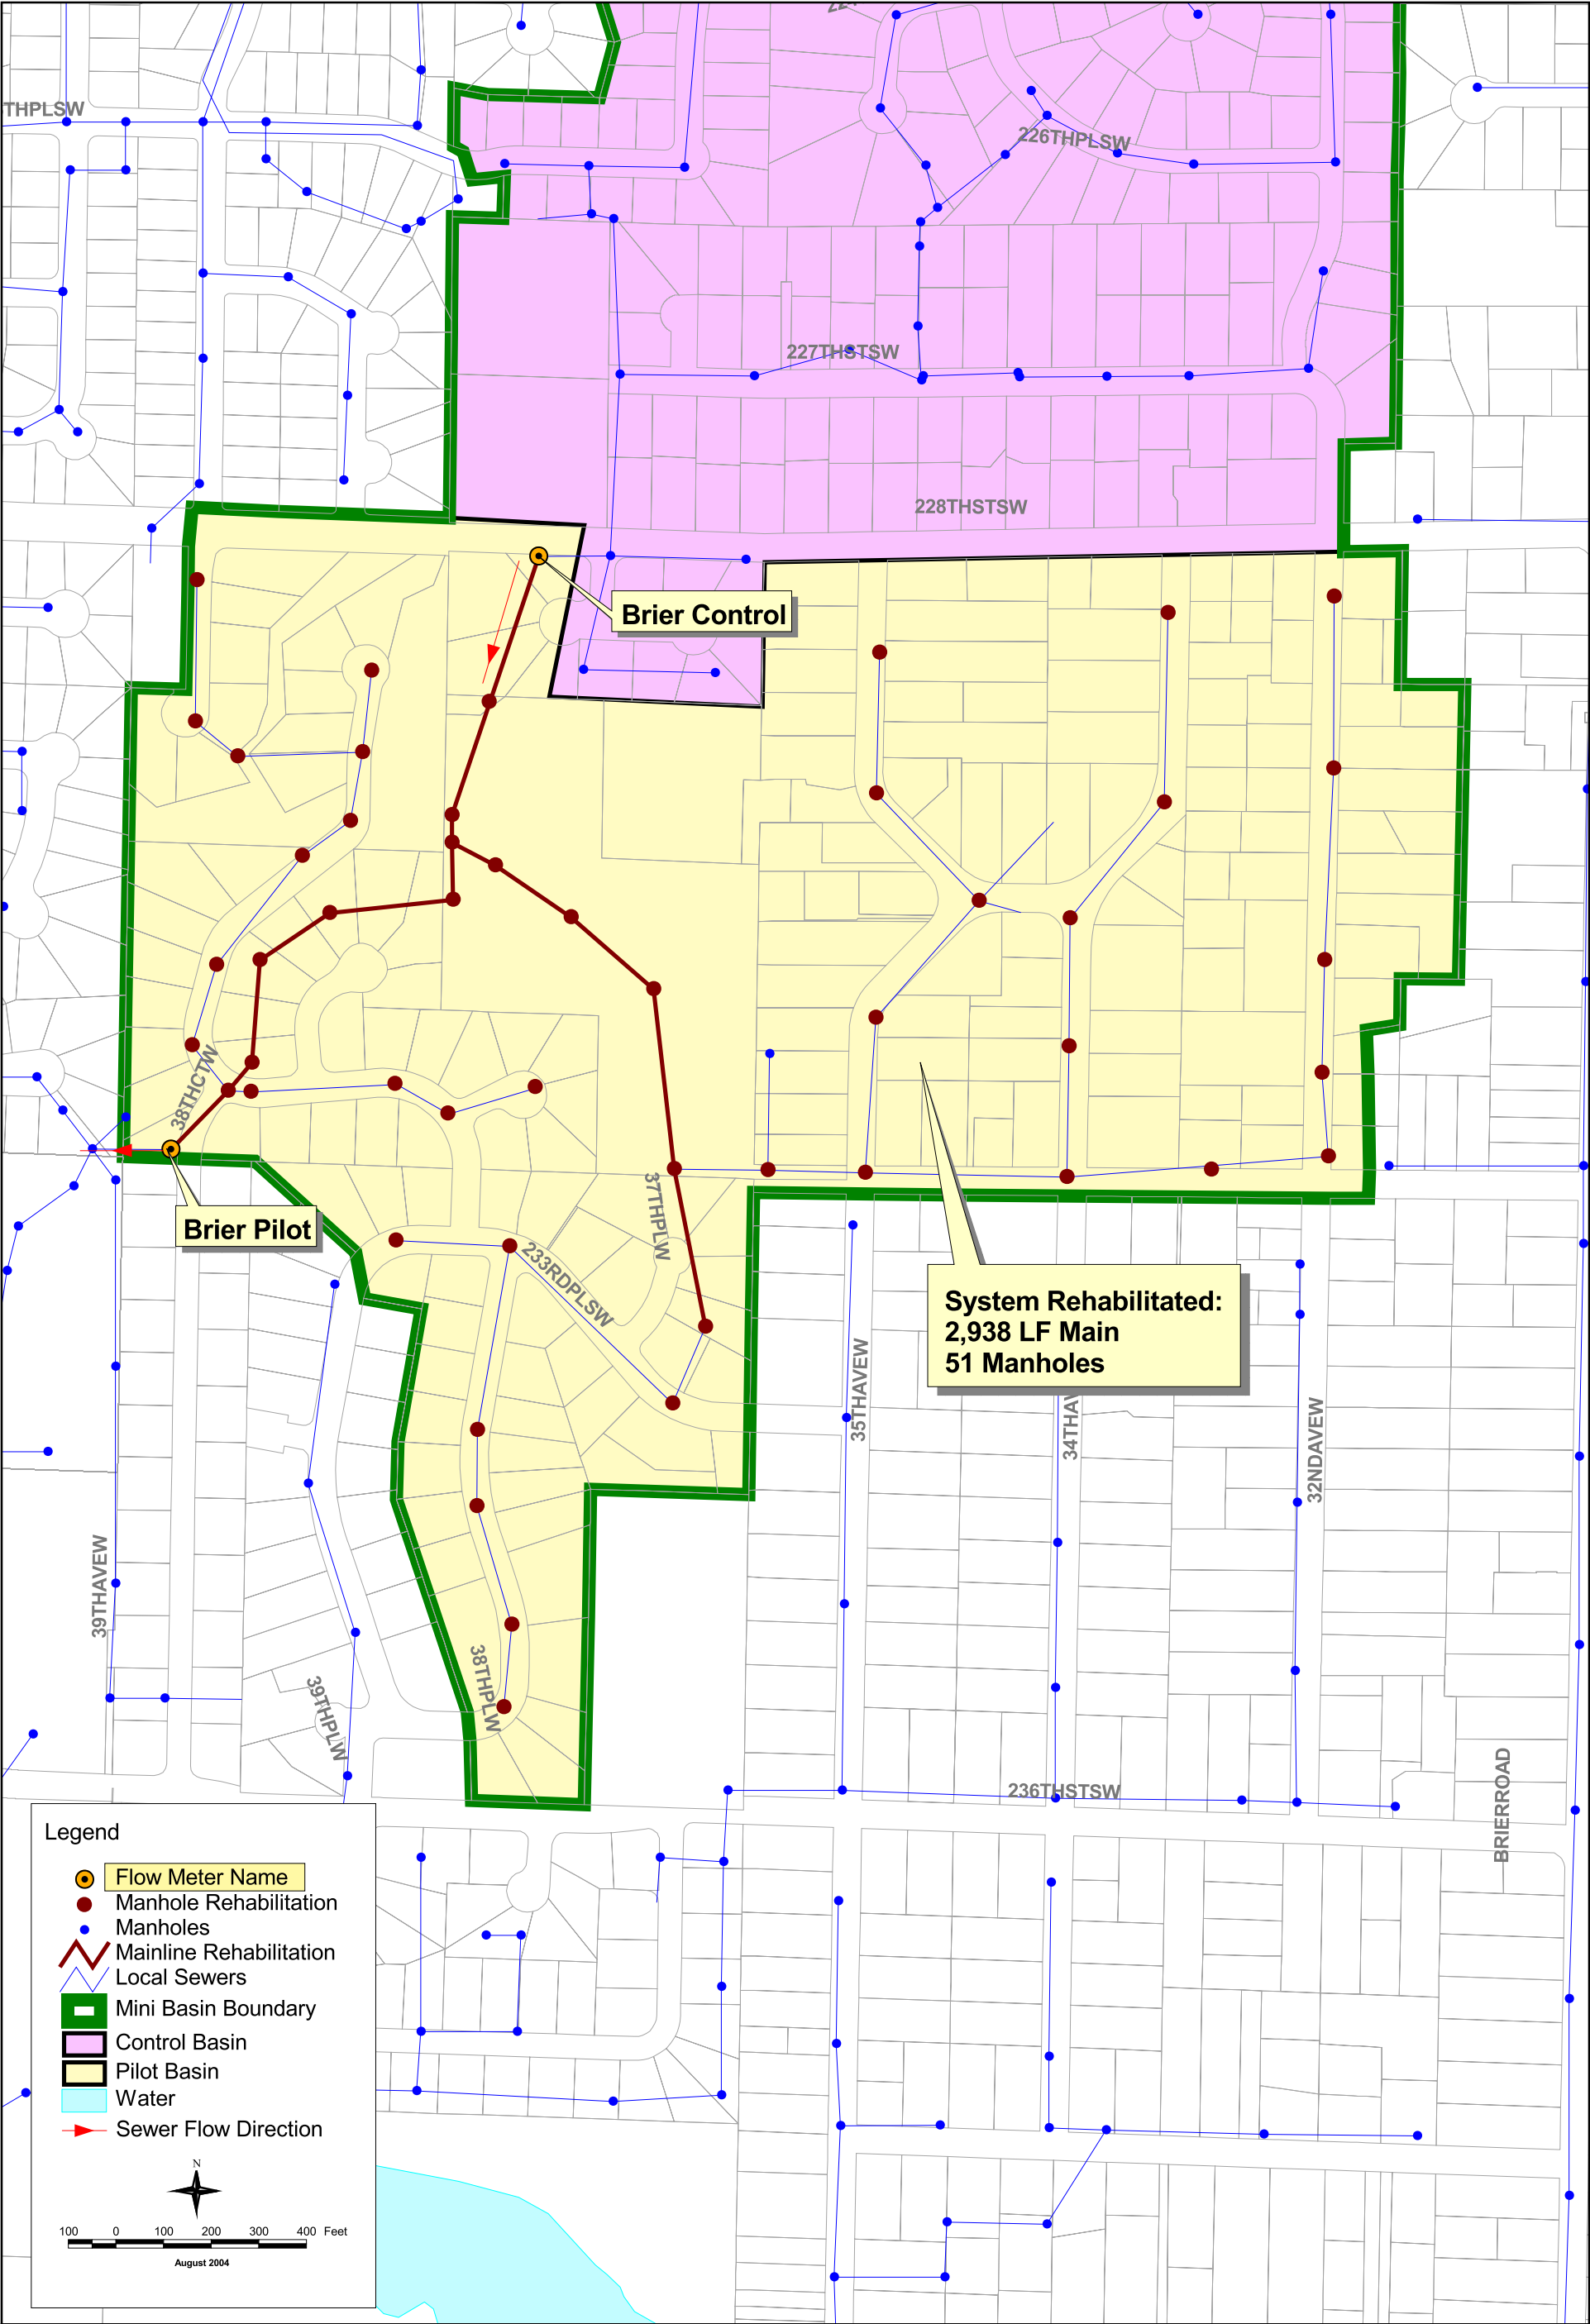 THPLSW
226THPLSW
227THSTSW
228THSTSW
Brier Control
38THCTW
Brier Pilot
37THPLW
233RDPLSW
System Rehabilitated:
2,938 LF Main
51 Manholes
35THAVEW
34THAV
32NDAVEW
39THAVEW
38THPLW
39THPLW
236THSTSW
BRIERROAD
Legend
Flow Meter Name
Manhole Rehabilitation
Manholes
Mainline Rehabilitation
Local Sewers
Mini Basin Boundary
Control Basin
Pilot Basin
Water
Sewer Flow Direction
N
100 0 100 200 300 400 Feet
August 2004